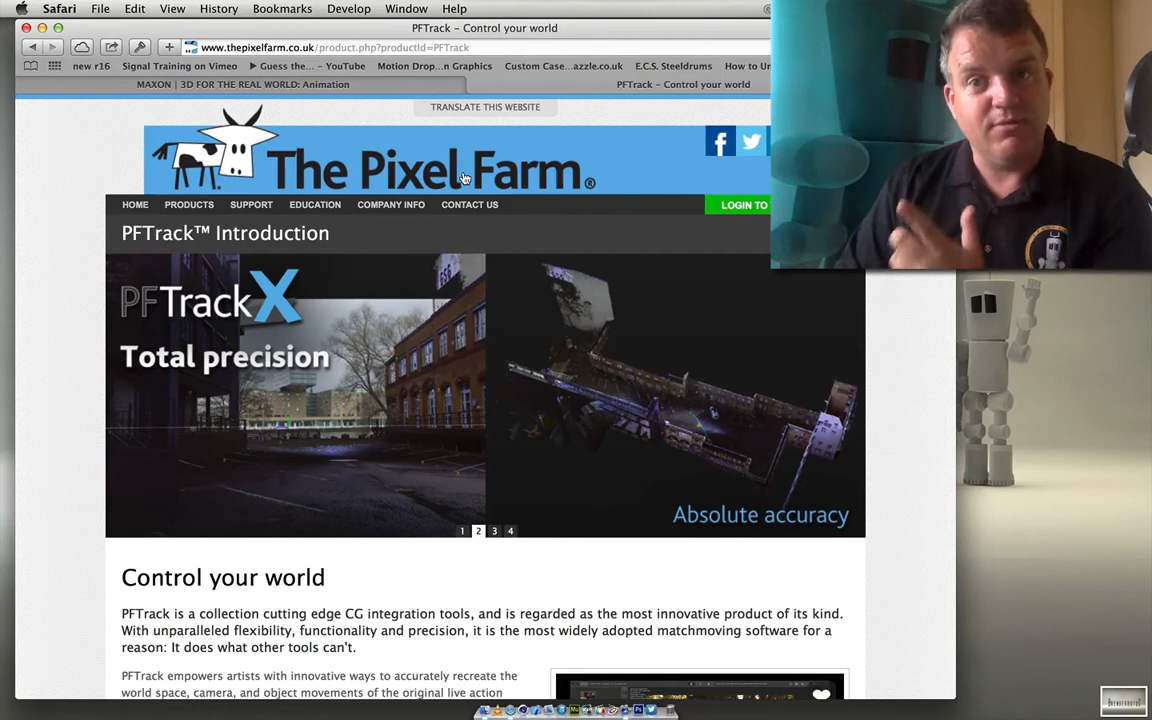 Safari File Edit View History Bookmarks Develop Window Help
PFTrack – Control your world
www.thepixelfarm.co.uk/product.php?productId=PFTrack
new r16 Signal Training on Vimeo ▶ Guess the... – YouTube Motion Drop...n Graphics Custom Case...azzle.co.uk E.C.S. Steeldrums How to Un
MAXON | 3D FOR THE REAL WORLD: Animation PFTrack – Control your world
TRANSLATE THIS WEBSITE
The Pixel Farm®
HOME PRODUCTS SUPPORT EDUCATION COMPANY INFO CONTACT US LOGIN TO
PFTrack™ Introduction
PFTrackX
Total precision
Absolute accuracy
1 2 3 4
Control your world
PFTrack is a collection cutting edge CG integration tools, and is regarded as the most innovative product of its kind.
With unparalleled flexibility, functionality and precision, it is the most widely adopted matchmoving software for a
reason: It does what other tools can't.
PFTrack empowers artists with innovative ways to accurately recreate the
world space, camera, and object movements of the original live action